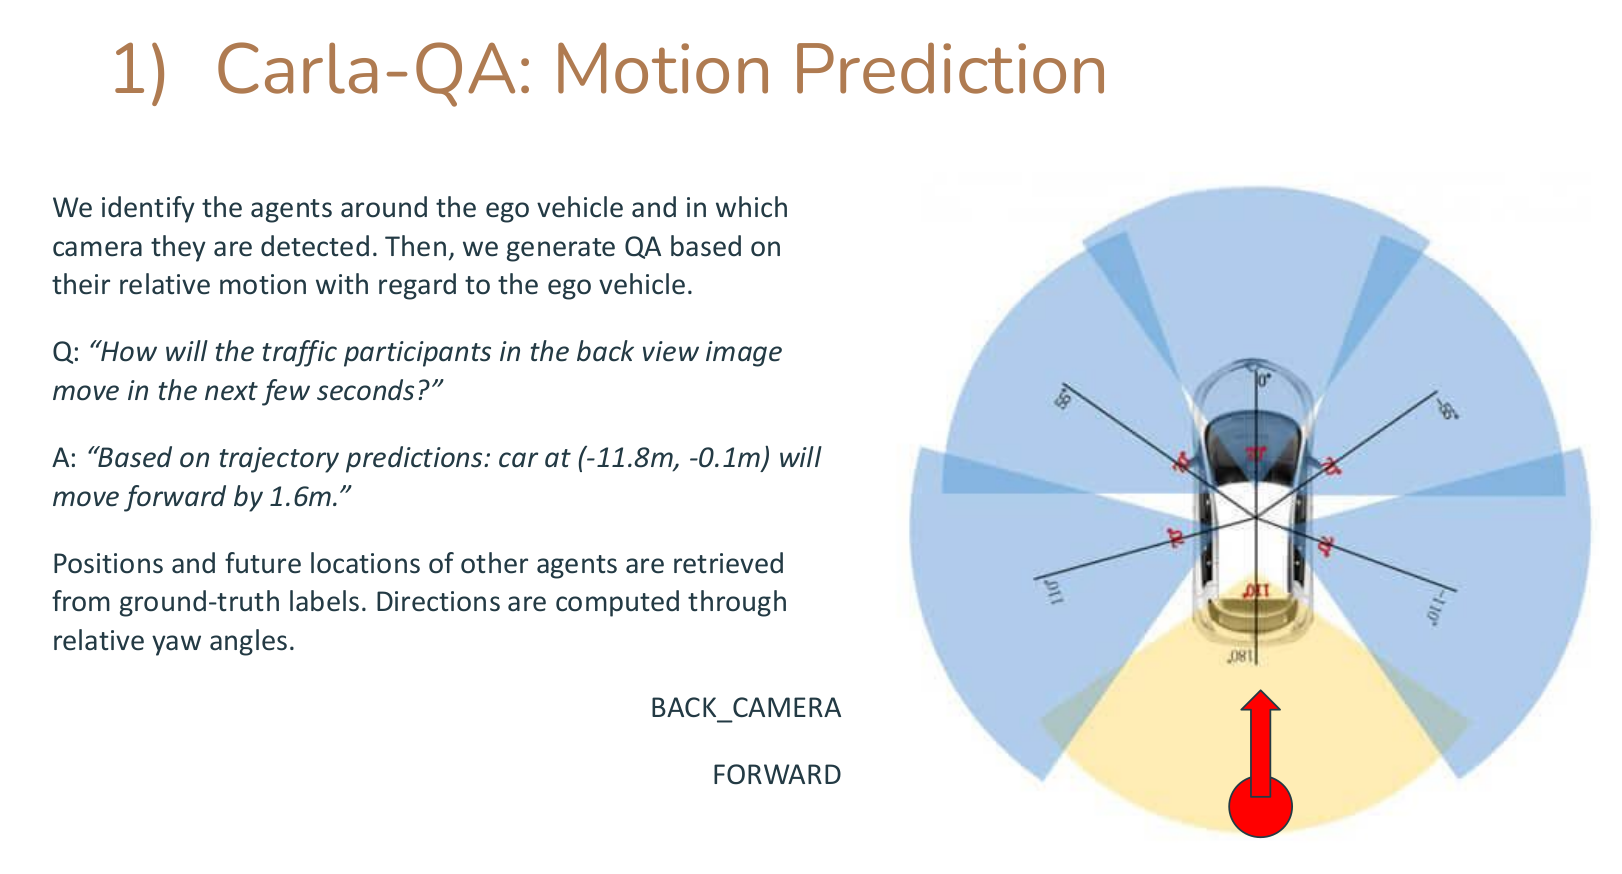 1) Carla-QA: Motion Prediction
We identify the agents around the ego vehicle and in which
camera they are detected. Then, we generate QA based on
their relative motion with regard to the ego vehicle.
Q: “How will the traffic participants in the back view image
move in the next few seconds?”
A: “Based on trajectory predictions: car at (-11.8m, -0.1m) will
move forward by 1.6m.”
Positions and future locations of other agents are retrieved
from ground-truth labels. Directions are computed through
relative yaw angles.
BACK_CAMERA
FORWARD
0°
55°
-55°
70°
70°
70°
70°
70°
110°
110°
-110°
180°